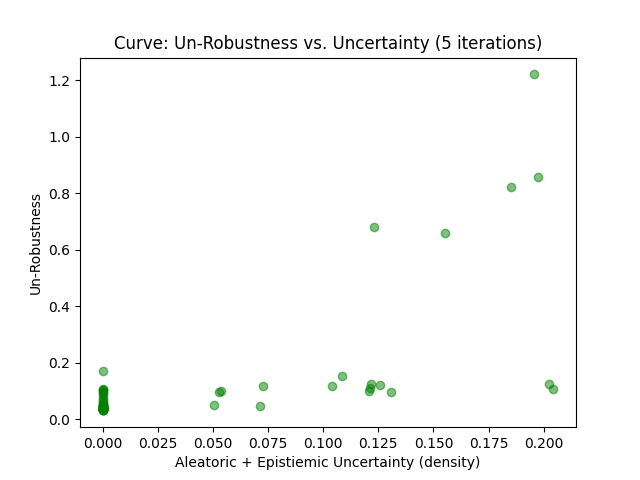 Curve: Un-Robustness vs. Uncertainty (5 iterations)
Un-Robustness
1.2
1.0
0.8
0.6
0.4
0.2
0.0
0.000 0.025 0.050 0.075 0.100 0.125 0.150 0.175 0.200
Aleatoric + Epistiemic Uncertainty (density)